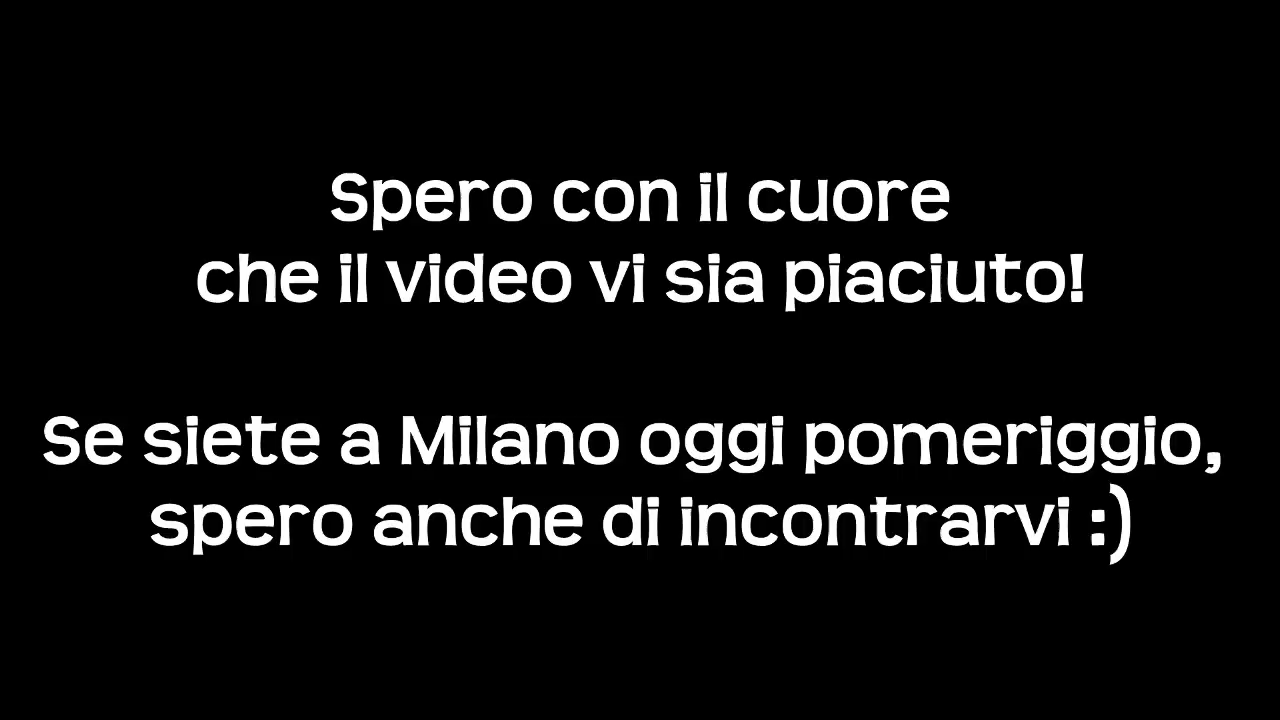 Spero con il cuore
che il video vi sia piaciuto!
Se siete a Milano oggi pomeriggio,
spero anche di incontrarvi :)